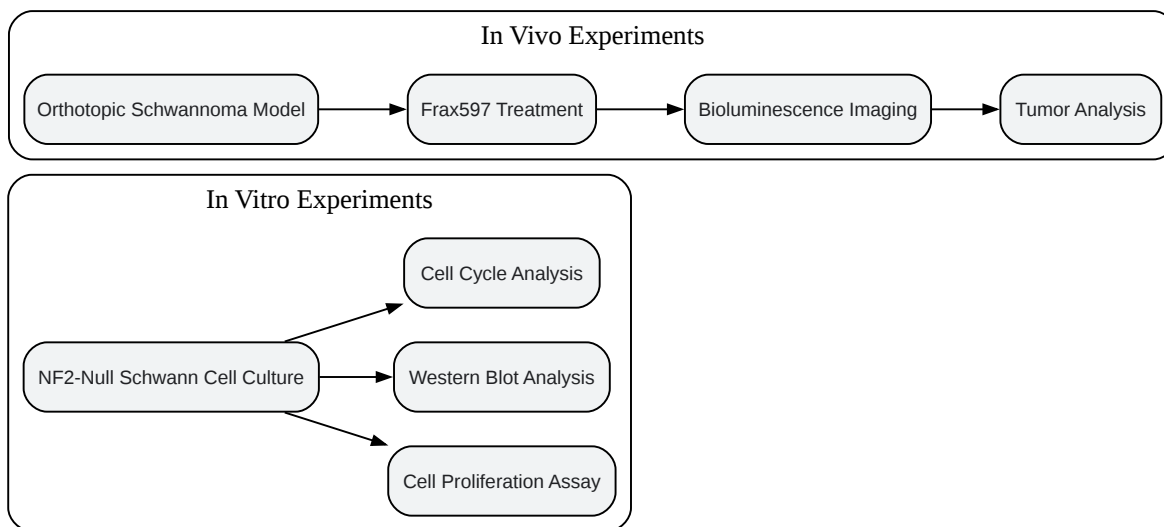 In Vivo Experiments
Orthotopic Schwannoma Model
Frax597 Treatment
Bioluminescence Imaging
Tumor Analysis
In Vitro Experiments
Cell Cycle Analysis
NF2-Null Schwann Cell Culture
Western Blot Analysis
Cell Proliferation Assay